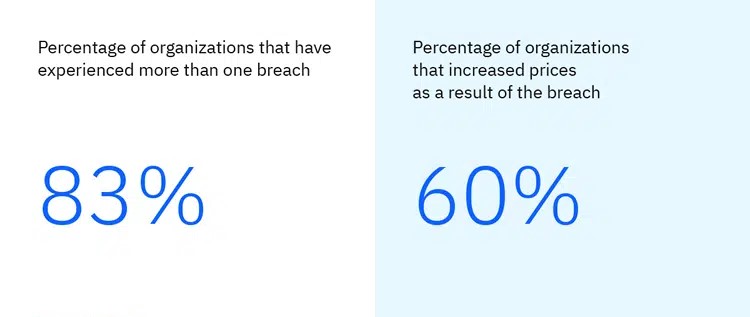 Percentage of organizations that have
experienced more than one breach
83%
Percentage of organizations
that increased prices
as a result of the breach
60%